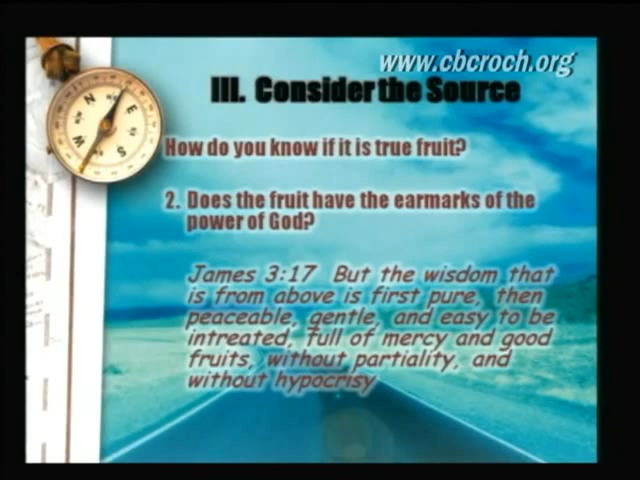 www.cbcroch.org
III. Consider the Source
N
E
W
S
How do you know if it is true fruit?
2. Does the fruit have the earmarks of the
power of God?
James 3:17 But the wisdom that
is from above is first pure, then
peaceable, gentle, and easy to be
intreated, full of mercy and good
fruits, without partiality, and
without hypocrisy